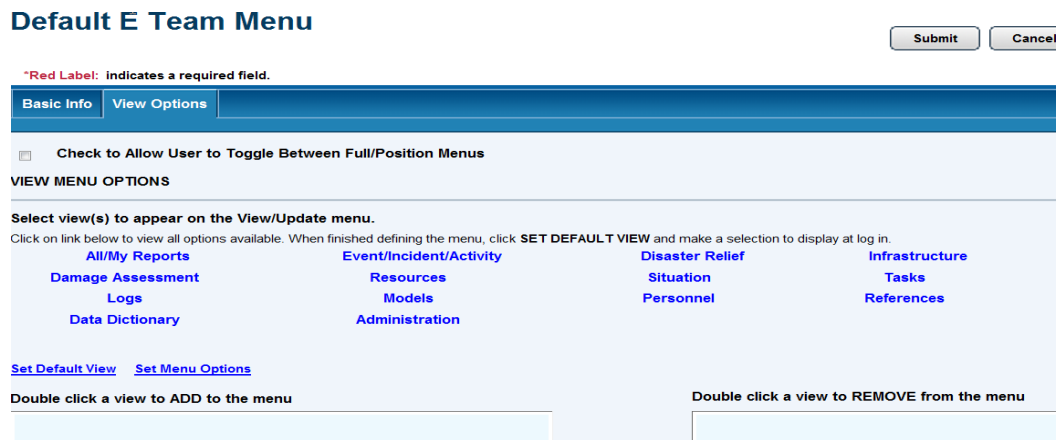 Default E Team Menu
Submit Cancel
*Red Label: indicates a required field.
Basic Info View Options
Check to Allow User to Toggle Between Full/Position Menus
VIEW MENU OPTIONS
Select view(s) to appear on the View/Update menu.
Click on link below to view all options available. When finished defining the menu, click SET DEFAULT VIEW and make a selection to display at log in.
All/My Reports Event/Incident/Activity Disaster Relief Infrastructure
Damage Assessment Resources Situation Tasks
Logs Models Personnel References
Data Dictionary Administration
Set Default View Set Menu Options
Double click a view to ADD to the menu Double click a view to REMOVE from the menu